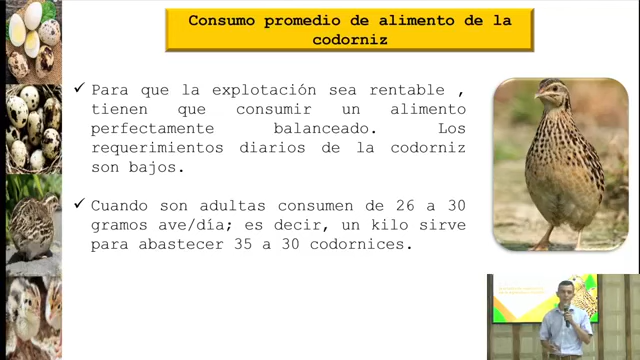 Consumo promedio de alimento de la
codorniz
Para que la explotación sea rentable ,
tienen que consumir un alimento
perfectamente balanceado. Los
requerimientos diarios de la codorniz
son bajos.
Cuando son adultas consumen de 26 a 30
gramos ave/día; es decir, un kilo sirve
para abastecer 35 a 30 codornices.